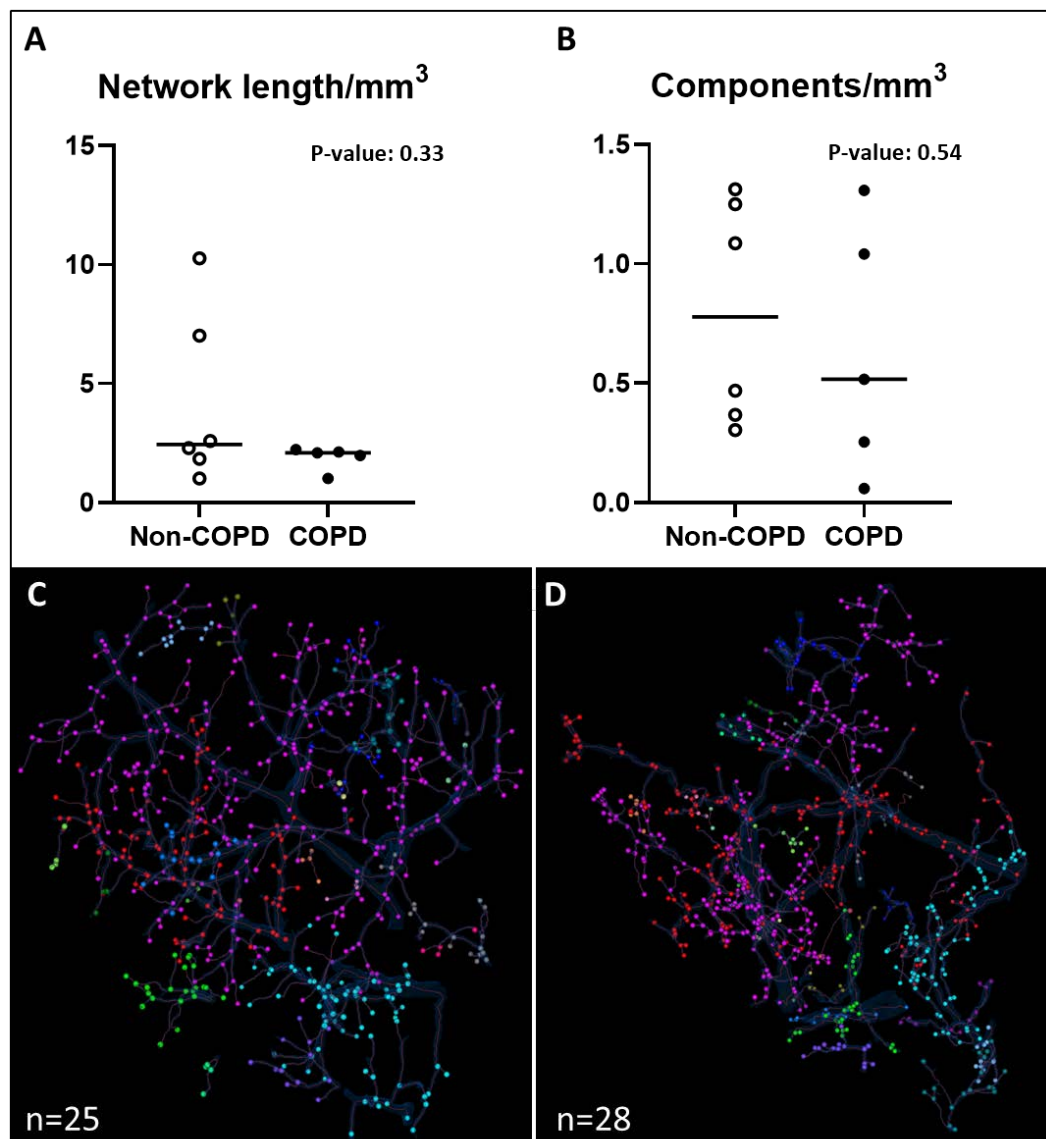 A
Network length/mm³
P-value: 0.33
15
10
5
0
Non-COPD COPD
B
Components/mm³
P-value: 0.54
1.5
1.0
0.5
0.0
Non-COPD COPD
C
n=25
D
n=28